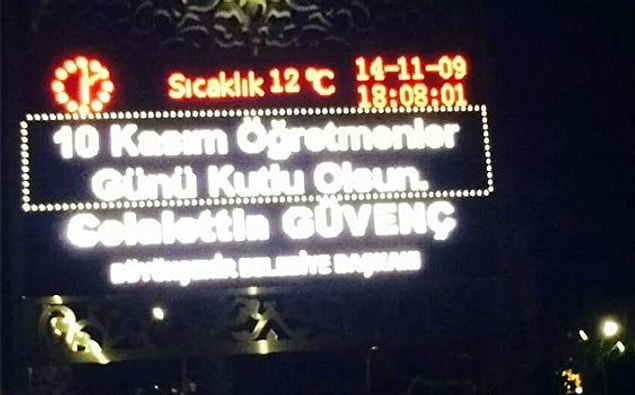 Sıcaklık 12 °C 14-11-09
18:08:01
10 Kasım Öğretmenler
Günü Kutlu Olsun.
Celalettin GÜVENÇ
BÜYÜKŞEHİR BELEDİYE BAŞKANI